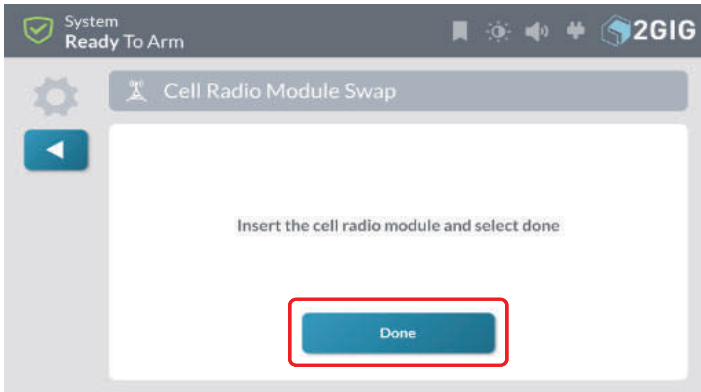 System
Ready To Arm
2GIG
Cell Radio Module Swap
Insert the cell radio module and select done
Done